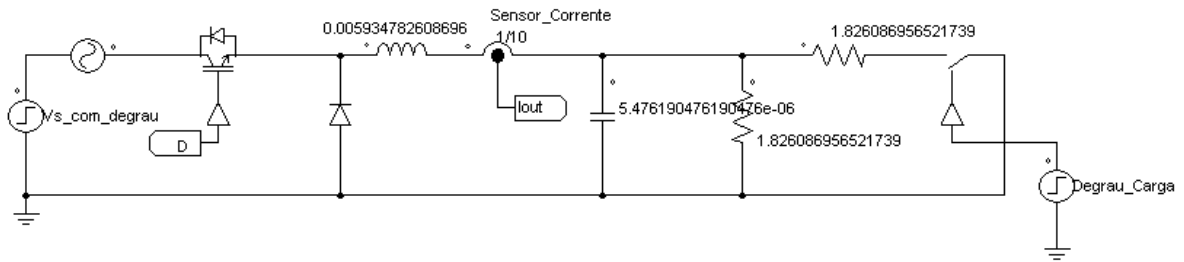 Sensor_Corrente
0.005934782608696
1/10
1.826086956521739
Vs_com_degrau
Iout
5.476190476190476e-06
D
1.826086956521739
Degrau_Carga